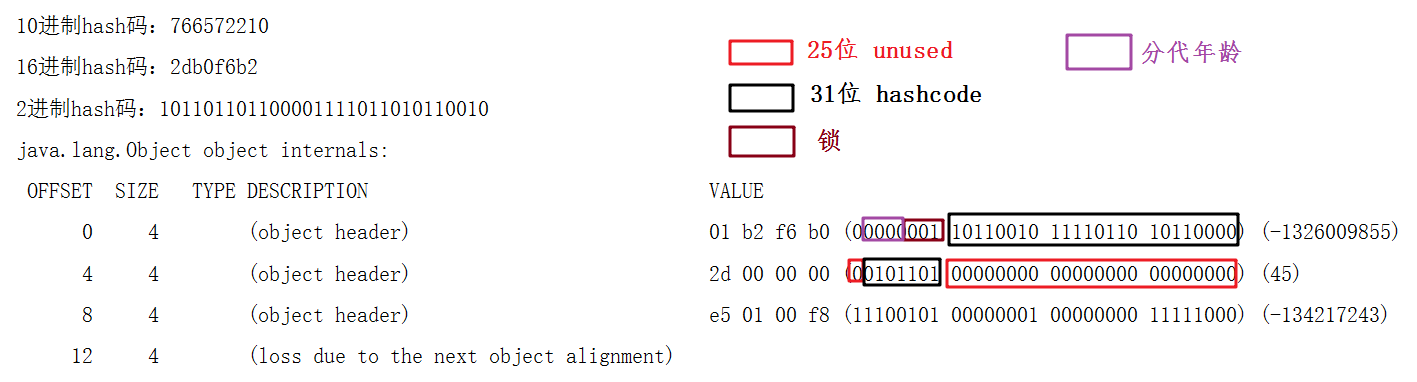 10进制hash码：766572210
16进制hash码：2db0f6b2
2进制hash码：101101101100001111011010110010
java.lang.Object object internals:
25位 unused
分代年龄
31位 hashcode
锁
OFFSET SIZE TYPE DESCRIPTION VALUE
0 4 (object header) 01 b2 f6 b0 (00000001 10110010 11110110 10110000) (-1326009855)
4 4 (object header) 2d 00 00 00 (00101101 00000000 00000000 00000000) (45)
8 4 (object header) e5 01 00 f8 (11100101 00000001 00000000 11111000) (-134217243)
12 4 (loss due to the next object alignment)